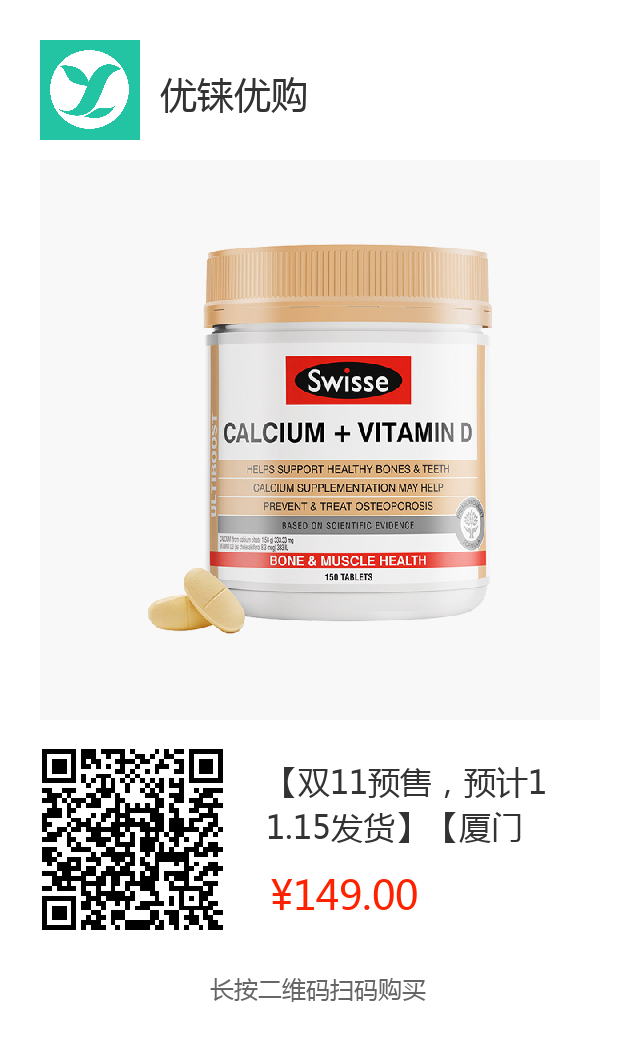 优铼优购
Swisse
CALCIUM + VITAMIN D
ULTIBOOST
HELPS SUPPORT HEALTHY BONES & TEETH
CALCIUM SUPPLEMENTATION MAY HELP
PREVENT & TREAT OSTEOPOROSIS
BASED ON SCIENTIFIC EVIDENCE
BONE & MUSCLE HEALTH
150 TABLETS
【双11预售，预计1
1.15发货】【厦门
¥149.00
长按二维码扫码购买